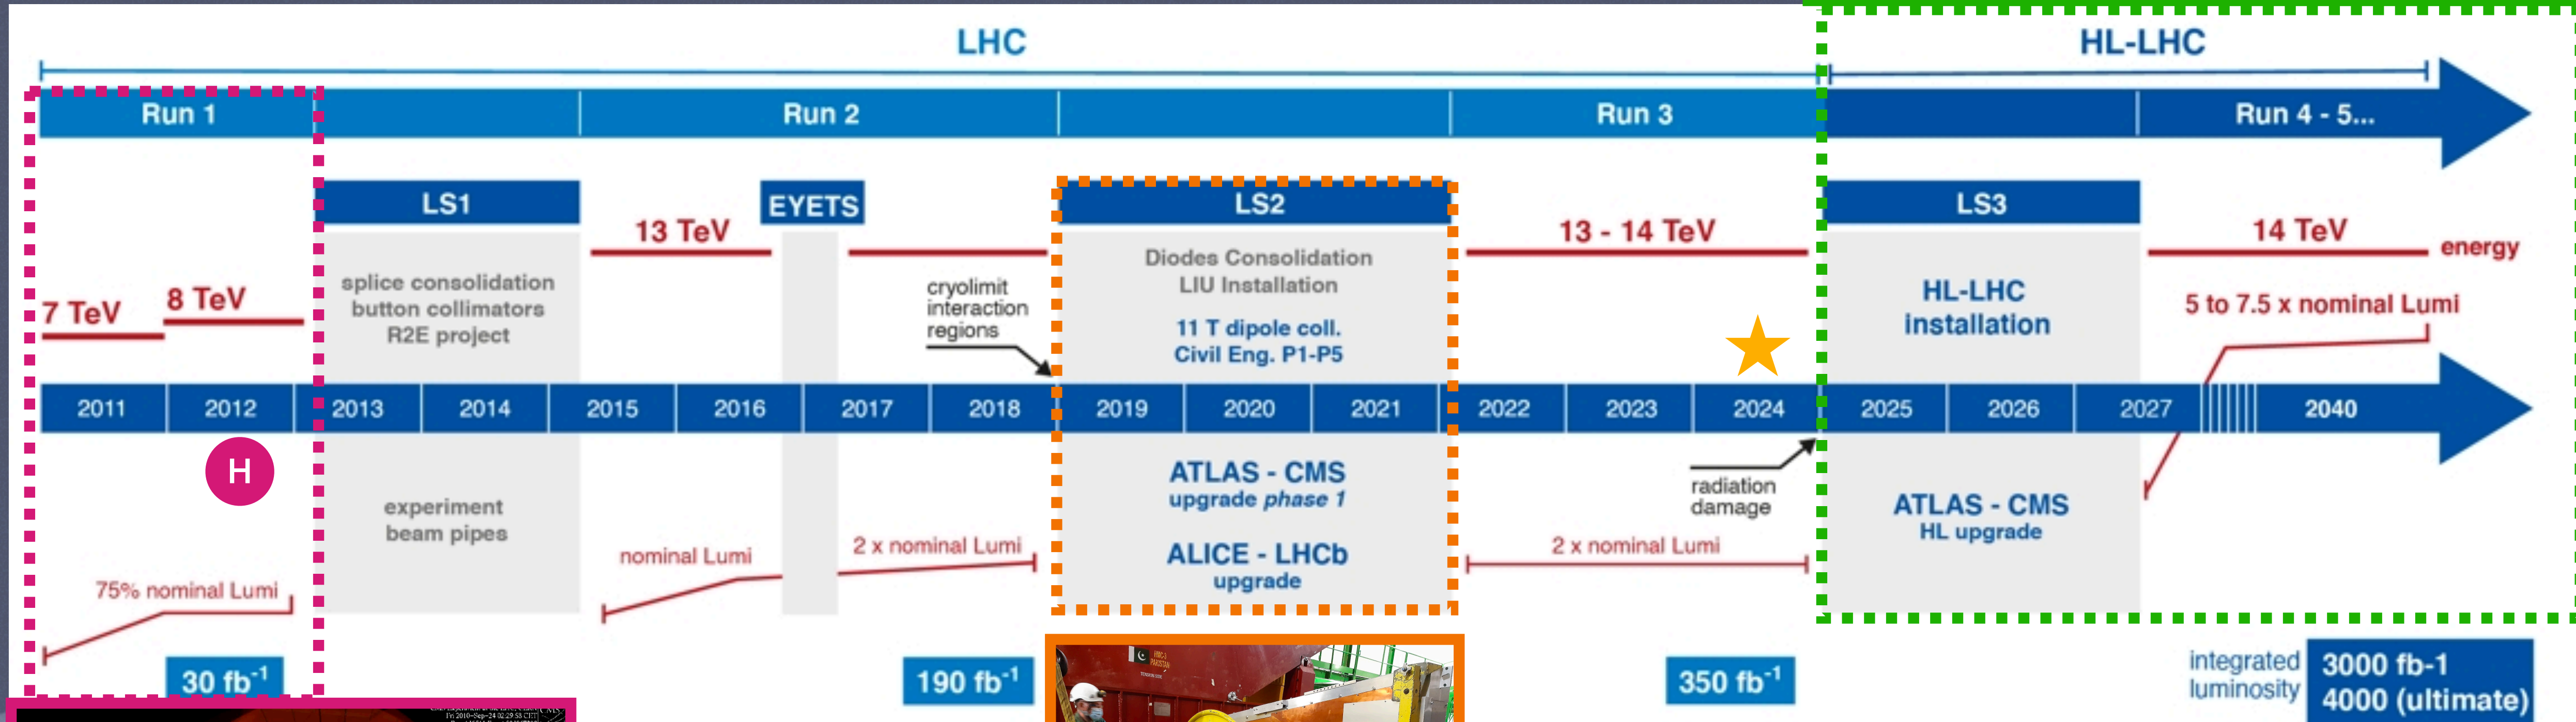 LHC
HL-LHC
Run 1
Run 2
Run 3
Run 4 - 5...
LS1
EYETS
LS2
LS3
13 TeV
13 - 14 TeV
14 TeV
energy
7 TeV
8 TeV
splice consolidation
button collimators
R2E project
cryolimit
interaction
regions
Diodes Consolidation
LIU Installation
11 T dipole coll.
Civil Eng. P1-P5
HL-LHC
installation
5 to 7.5 x nominal Lumi
2011
2012
2013
2014
2015
2016
2017
2018
2019
2020
2021
2022
2023
2024
2025
2026
2027
2040
H
experiment
beam pipes
ATLAS - CMS
upgrade phase 1
ALICE - LHCb
upgrade
radiation
damage
ATLAS - CMS
HL upgrade
75% nominal Lumi
nominal Lumi
2 x nominal Lumi
2 x nominal Lumi
30 fb⁻¹
190 fb⁻¹
350 fb⁻¹
integrated
luminosity
3000 fb-1
4000 (ultimate)
PAKISTAN